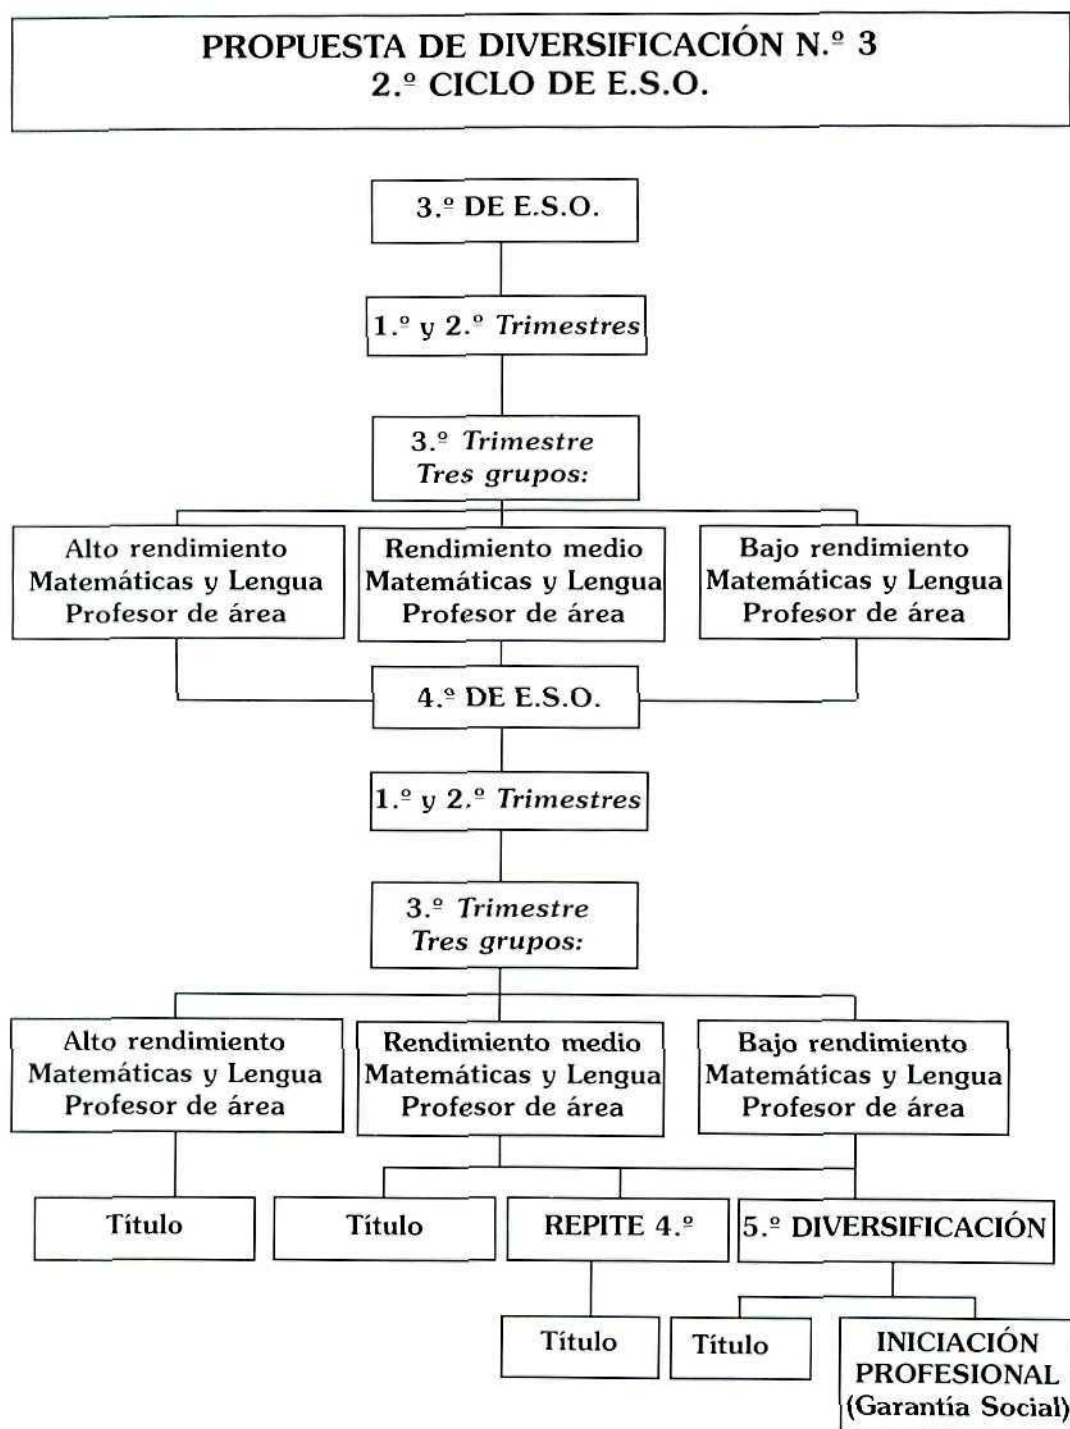 PROPUESTA DE DIVERSIFICACIÓN N.º 3
2.º CICLO DE E.S.O.
3.º DE E.S.O.
1.º y 2.º Trimestres
3.º Trimestre
Tres grupos:
Alto rendimiento
Matemáticas y Lengua
Profesor de área
Rendimiento medio
Matemáticas y Lengua
Profesor de área
Bajo rendimiento
Matemáticas y Lengua
Profesor de área
4.º DE E.S.O.
1.º y 2.º Trimestres
3.º Trimestre
Tres grupos:
Alto rendimiento
Matemáticas y Lengua
Profesor de área
Rendimiento medio
Matemáticas y Lengua
Profesor de área
Bajo rendimiento
Matemáticas y Lengua
Profesor de área
Título
Título
REPITE 4.º
5.º DIVERSIFICACIÓN
Título
Título
INICIACIÓN
PROFESIONAL
(Garantía Social)